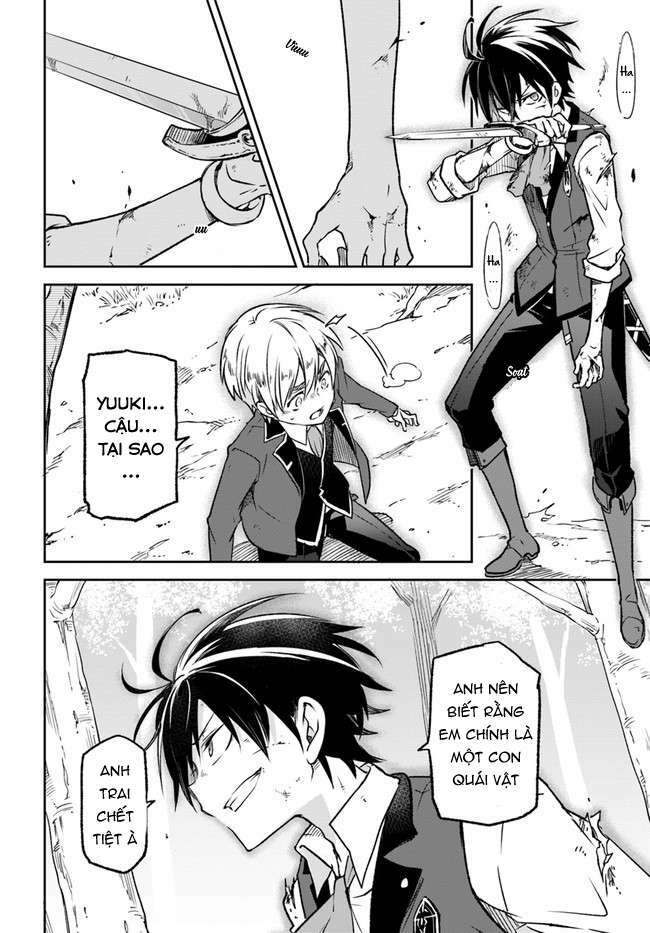 Ha
...
Ha
...
Soạt
Viuu
uu
YUUKI...
CẬU...
TẠI SAO
...
ANH NÊN
BIẾT RẰNG
EM CHÍNH LÀ
MỘT CON
QUÁI VẬT
ANH
TRAI
CHẾT
TIỆT À